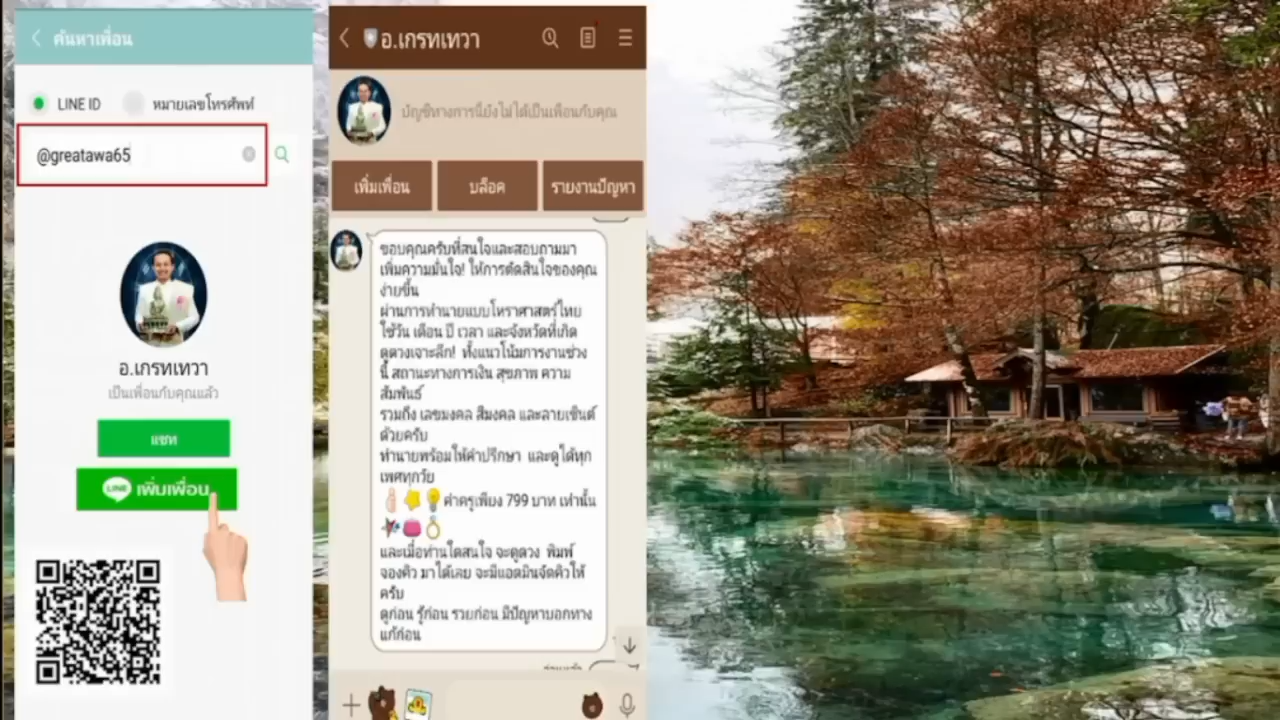 ค้นหาเพื่อน
LINE ID
หมายเลขโทรศัพท์
@greatawa65
อ.เกรทเทวา
เป็นเพื่อนกับคุณแล้ว
แชท
LINE เพิ่มเพื่อน
อ.เกรทเทวา
บัญชีทางการนี้ยังไม่ได้เป็นเพื่อนกับคุณ
เพิ่มเพื่อน
บล็อค
รายงานปัญหา
ขอบคุณครับที่สนใจและสอบถามมา
เพิ่มความมั่นใจ! ให้การตัดสินใจของคุณ
ง่ายขึ้น
ผ่านการทำนายแบบโหราศาสตร์ไทย
ใช้วัน เดือน ปี เวลา และจังหวัดที่เกิด
ดูดวงเจาะลึก! ทั้งแนวโน้มการงานช่วง
นี้ สถานะทางการเงิน สุขภาพ ความ
สัมพันธ์
รวมถึง เลขมงคล สีมงคล และลายเซ็นต์
ด้วยครับ
ทำนายพร้อมให้คำปรึกษา และดูได้ทุก
เพศทุกวัย
ค่าครูเพียง 799 บาท เท่านั้น
และเมื่อท่านใดสนใจ จะดูดวง พิมพ์
จองคิว มาได้เลย จะมีแอดมินจัดคิวให้
ครับ
ดูก่อน รู้ก่อน รวยก่อน มีปัญหาบอกทาง
แก้ก่อน